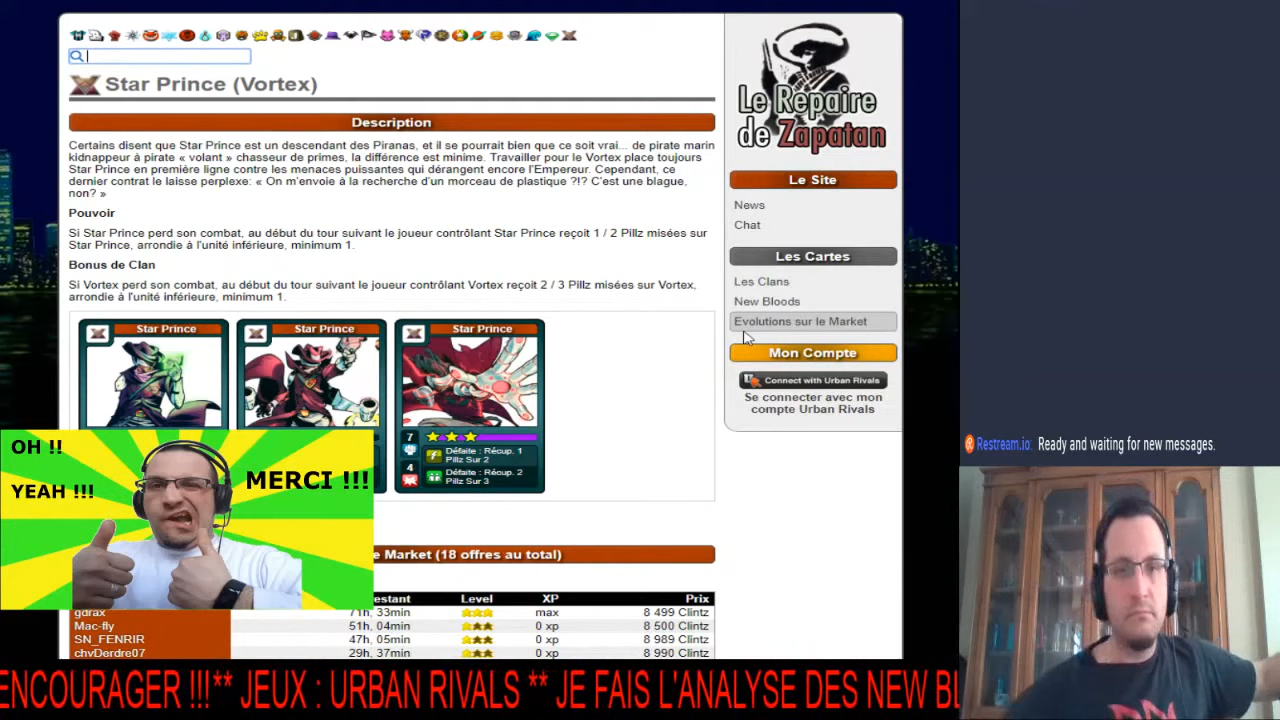 Star Prince (Vortex)
Description
Certains disent que Star Prince est un descendant des Piranas, et il se pourrait bien que ce soit vrai... de pirate marin
kidnappeur à pirate « volant » chasseur de primes, la différence est minime. Travailler pour le Vortex place toujours
Star Prince en première ligne contre les menaces puissantes qui dérangent encore l'Empereur. Cependant, ce
dernier contrat le laisse perplexe: « On m'envoie à la recherche d'un morceau de plastique ?!? C'est une blague,
non? »
Pouvoir
Si Star Prince perd son combat, au début du tour suivant le joueur contrôlant Star Prince reçoit 1 / 2 Pillz misées sur
Star Prince, arrondie à l'unité inférieure, minimum 1.
Bonus de Clan
Si Vortex perd son combat, au début du tour suivant le joueur contrôlant Vortex reçoit 2 / 3 Pillz misées sur Vortex,
arrondie à l'unité inférieure, minimum 1.
Star Prince
Star Prince
Star Prince
7
4
Défaite : Récup. 1
Pillz Sur 2
Défaite : Récup. 2
Pillz Sur 3
OH !!
YEAH !!!
MERCI !!!
e Market (18 offres au total)
estant Level XP Prix
gdrax 71h, 33min max 8 499 Clintz
Mac-fly 51h, 04min 0 xp 8 500 Clintz
SN_FENRIR 47h, 05min 0 xp 8 989 Clintz
chvDerdre07 29h, 37min 0 xp 8 990 Clintz
Le Repaire
de Zapatan
Le Site
News
Chat
Les Cartes
Les Clans
New Bloods
Evolutions sur le Market
Mon Compte
Connect with Urban Rivals
Se connecter avec mon
compte Urban Rivals
Restream.io: Ready and waiting for new messages.
ENCOURAGER !!!** JEUX : URBAN RIVALS ** JE FAIS L'ANALYSE DES NEW BL